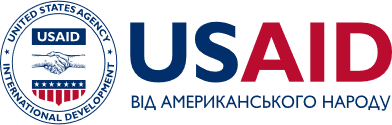 UNITED STATES AGENCY
USAID
INTERNATIONAL DEVELOPMENT
USAID
ВІД АМЕРИКАНСЬКОГО НАРОДУ